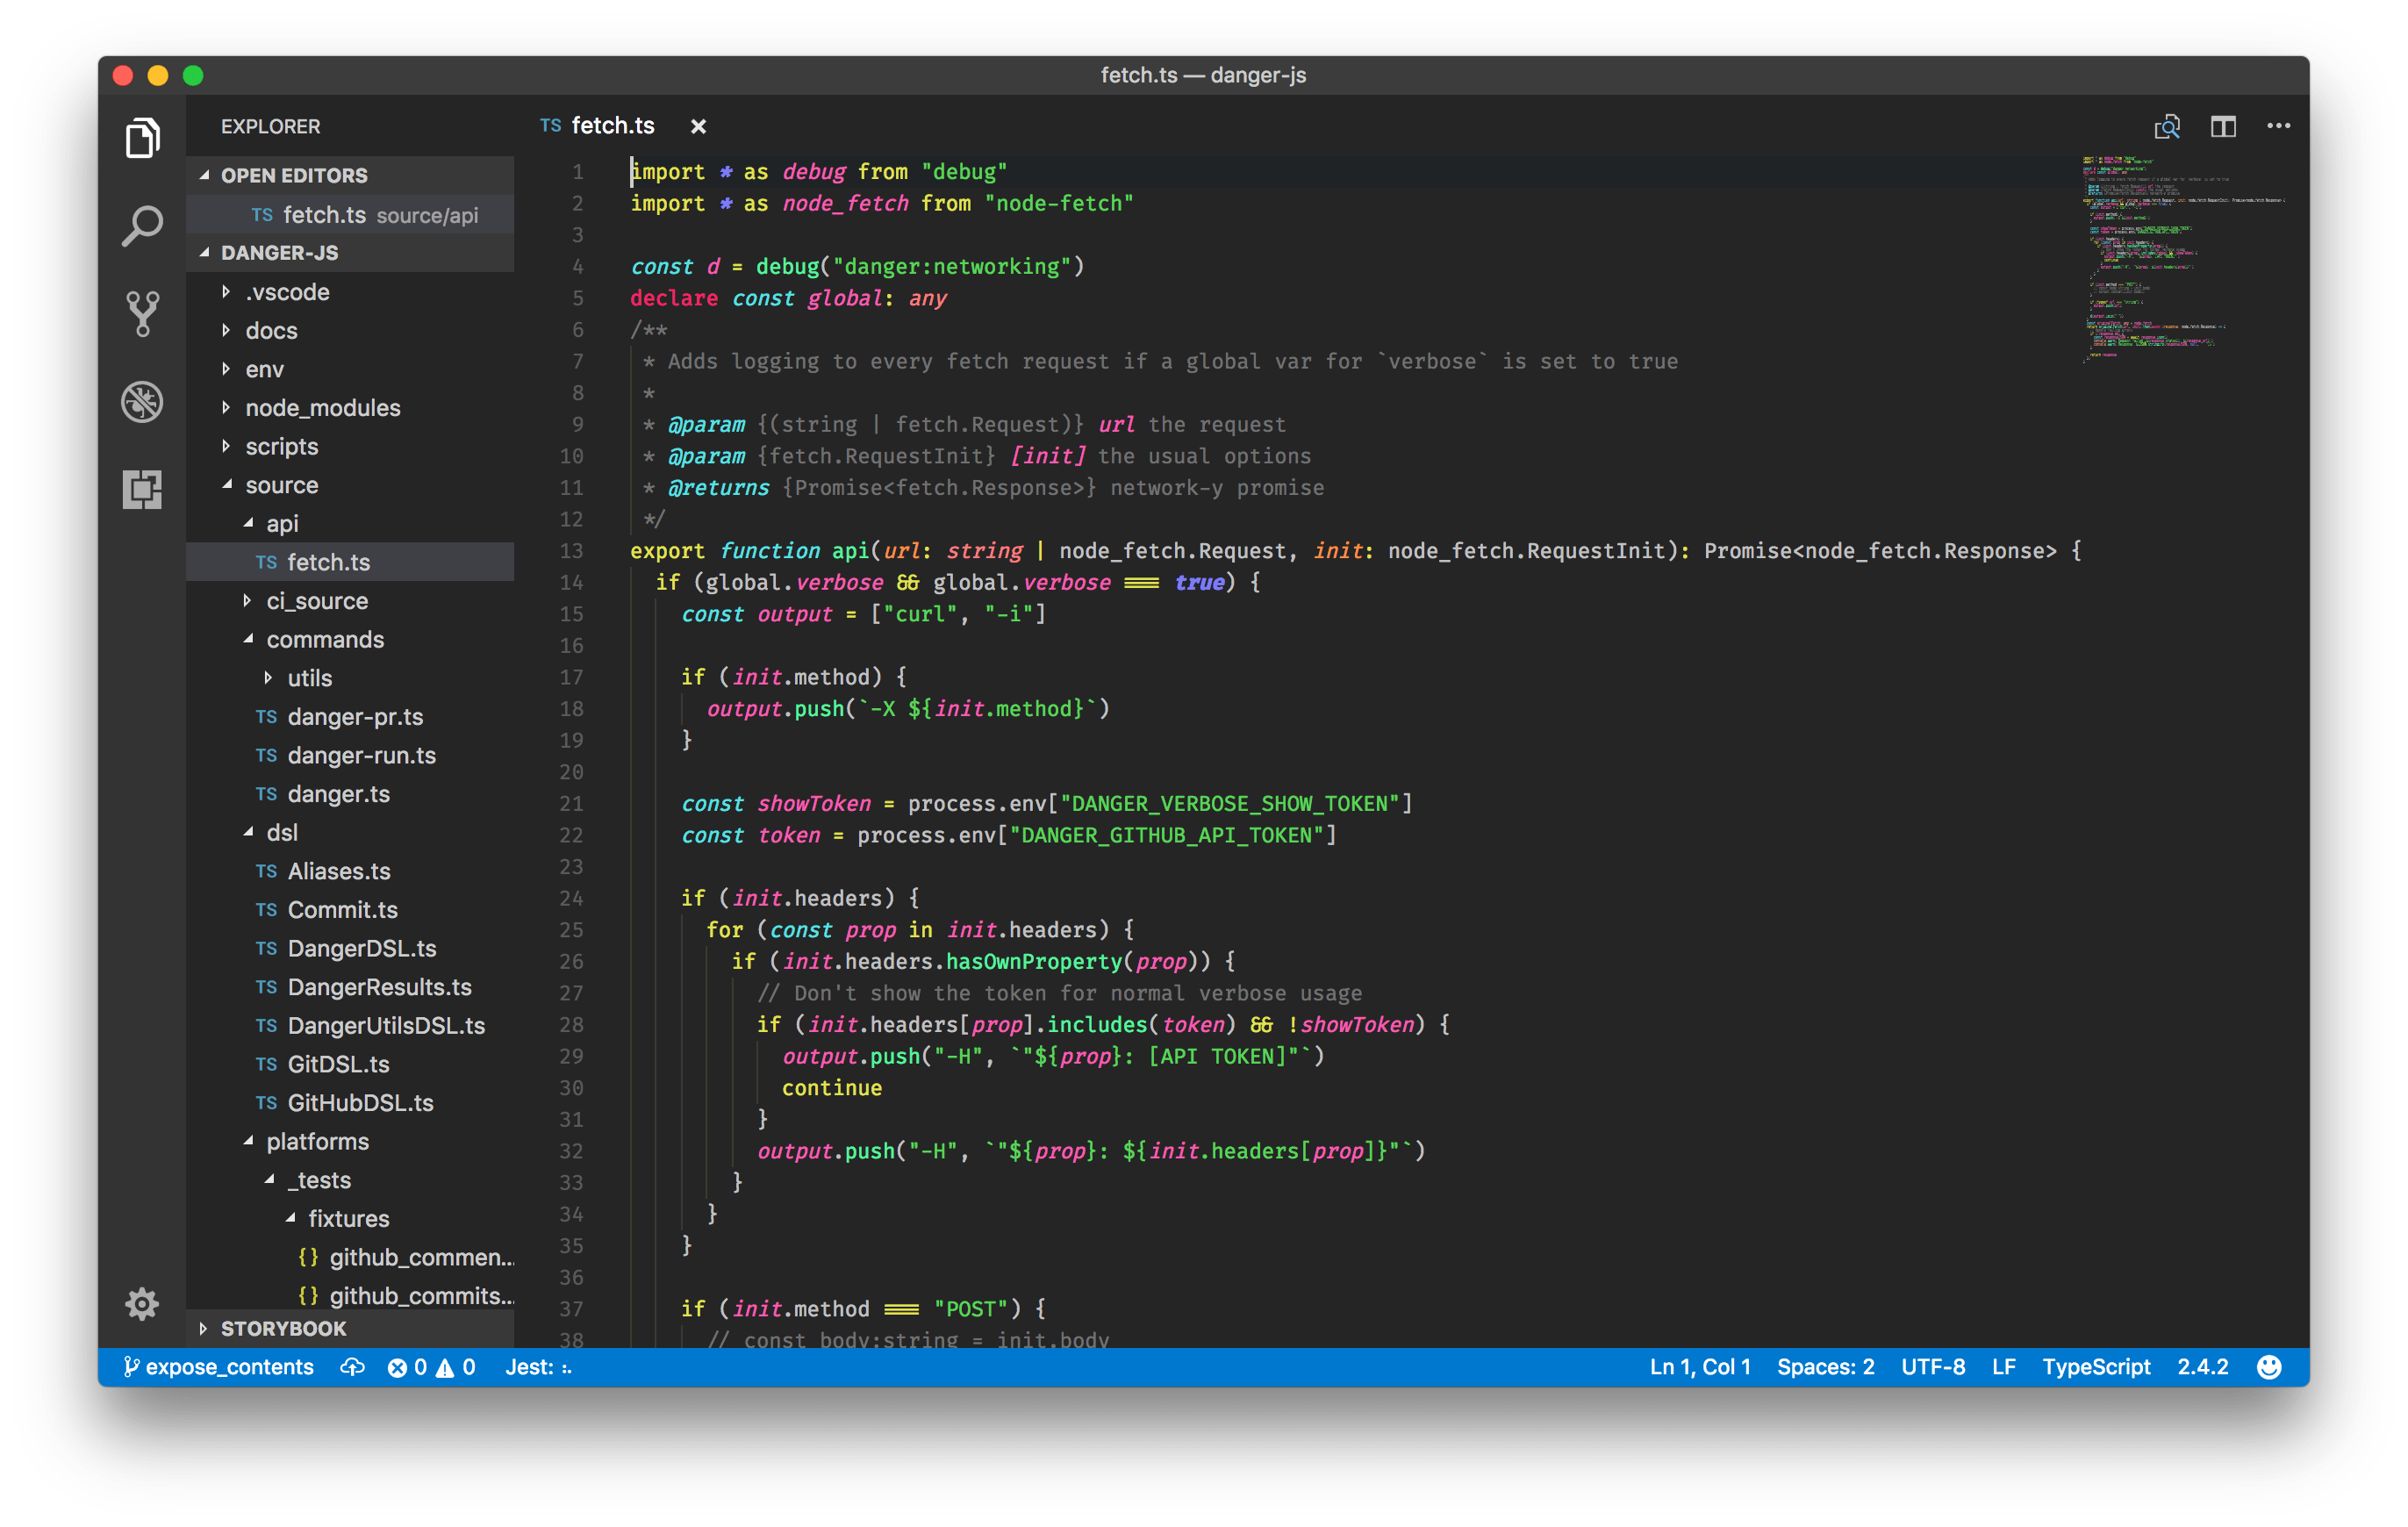 fetch.ts — danger-js
EXPLORER
OPEN EDITORS
TS fetch.ts source/api
DANGER-JS
.vscode
docs
env
node_modules
scripts
source
api
TS fetch.ts
ci_source
commands
utils
TS danger-pr.ts
TS danger-run.ts
TS danger.ts
dsl
TS Aliases.ts
TS Commit.ts
TS DangerDSL.ts
TS DangerResults.ts
TS DangerUtilsDSL.ts
TS GitDSL.ts
TS GitHubDSL.ts
platforms
_tests
fixtures
{} github_commen...
{} github_commits...
STORYBOOK
TS fetch.ts ×
1 import * as debug from "debug"
2 import * as node_fetch from "node-fetch"
3
4 const d = debug("danger:networking")
5 declare const global: any
6 /**
7  * Adds logging to every fetch request if a global var for `verbose` is set to true
8  *
9  * @param {(string | fetch.Request)} url the request
10  * @param {fetch.RequestInit} [init] the usual options
11  * @returns {Promise<fetch.Response>} network-y promise
12  */
13 export function api(url: string | node_fetch.Request, init: node_fetch.RequestInit): Promise<node_fetch.Response> {
14   if (global.verbose && global.verbose === true) {
15     const output = ["curl", "-i"]
16
17     if (init.method) {
18       output.push(`-X ${init.method}`)
19     }
20
21     const showToken = process.env["DANGER_VERBOSE_SHOW_TOKEN"]
22     const token = process.env["DANGER_GITHUB_API_TOKEN"]
23
24     if (init.headers) {
25       for (const prop in init.headers) {
26         if (init.headers.hasOwnProperty(prop)) {
27           // Don't show the token for normal verbose usage
28           if (init.headers[prop].includes(token) && !showToken) {
29             output.push("-H", `"${prop}: [API TOKEN]"`)
30             continue
31           }
32           output.push("-H", `"${prop}: ${init.headers[prop]}"`)
33         }
34       }
35     }
36
37     if (init.method === "POST") {
38       // const body:string = init.body
expose_contents 0 0 Jest: :.
Ln 1, Col 1 Spaces: 2 UTF-8 LF TypeScript 2.4.2